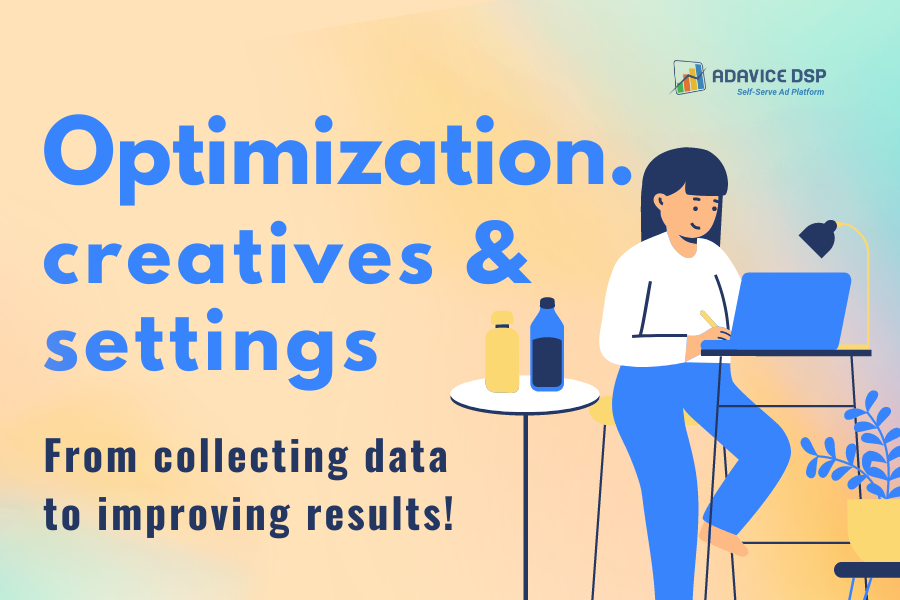 ADAVICE DSP
Self-Serve Ad Platform
Optimization.
creatives &
settings
From collecting data
to improving results!